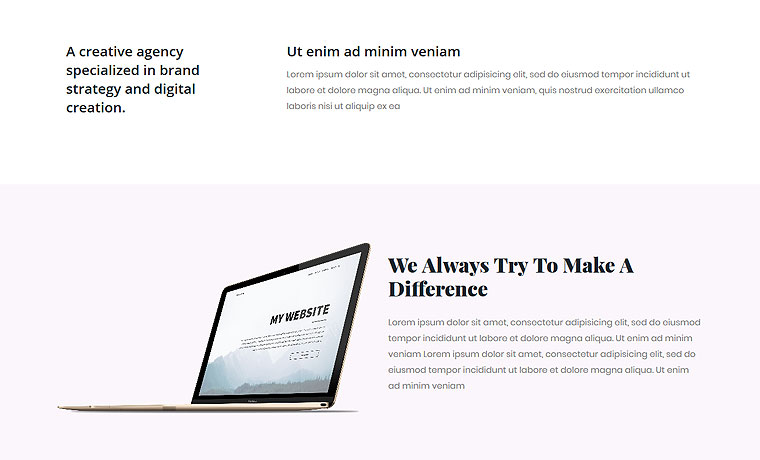 A creative agency
specialized in brand
strategy and digital
creation.
Ut enim ad minim veniam
Lorem ipsum dolor sit amet, consectetur adipisicing elit, sed do eiusmod tempor incididunt ut
labore et dolore magna aliqua. Ut enim ad minim veniam, quis nostrud exercitation ullamco
laboris nisi ut aliquip ex ea
MY WEBSITE
We Always Try To Make A
Difference
Lorem ipsum dolor sit amet, consectetur adipisicing elit, sed do eiusmod
tempor incididunt ut labore et dolore magna aliqua. Ut enim ad minim
veniam Lorem ipsum dolor sit amet, consectetur adipisicing elit, sed do
eiusmod tempor incididunt ut labore et dolore magna aliqua. Ut enim
ad minim veniam